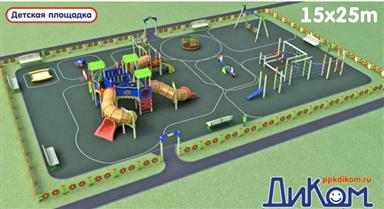 Детская площадка
15x25m
ppkdikom.ru
ДиКом